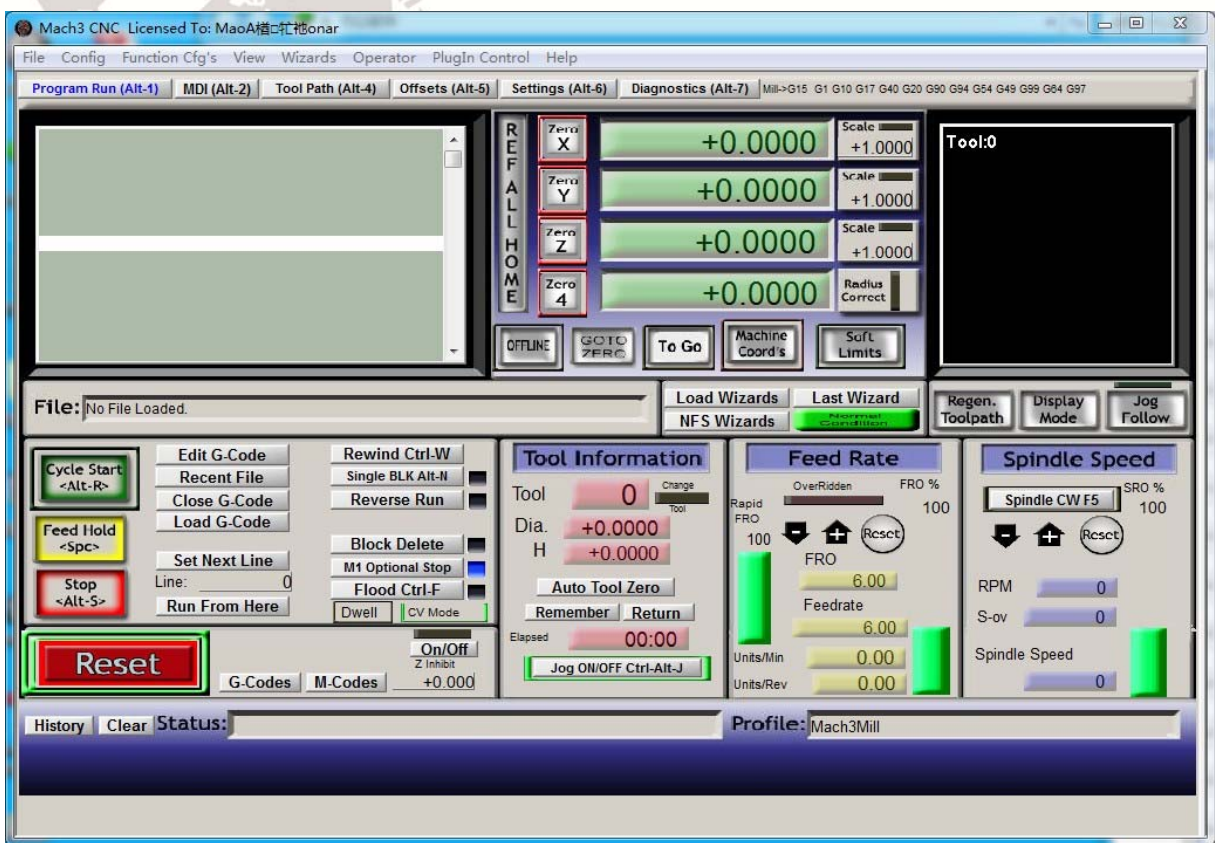 Mach3 CNC Licensed To: MaoA楢□牤祂onar
File Config Function Cfg's View Wizards Operator PlugIn Control Help
Program Run (Alt-1) MDI (Alt-2) Tool Path (Alt-4) Offsets (Alt-5) Settings (Alt-6) Diagnostics (Alt-7) Mill->G15 G1 G10 G17 G40 G20 G90 G94 G54 G49 G99 G64 G97
REF ALL HOME
Zero X +0.0000 Scale +1.0000
Zero Y +0.0000 Scale +1.0000
Zero Z +0.0000 Scale +1.0000
Zero 4 +0.0000 Radius Correct
OFFLINE GOTO ZERO To Go Machine Coord's Soft Limits
Tool:0
File: No File Loaded.
Load Wizards Last Wizard
NFS Wizards Normal Condition
Regen. Toolpath Display Mode Jog Follow
Cycle Start <Alt-R>
Feed Hold <Spc>
Stop <Alt-S>
Edit G-Code
Recent File
Close G-Code
Load G-Code
Set Next Line
Line: 0
Run From Here
Rewind Ctrl-W
Single BLK Alt-N
Reverse Run
Block Delete
M1 Optional Stop
Flood Ctrl-F
Dwell CV Mode
Reset
G-Codes M-Codes
On/Off
Z Inhibit
+0.000
Tool Information
Tool 0 Change Tool
Dia. +0.0000
H +0.0000
Auto Tool Zero
Remember Return
Elapsed 00:00
Jog ON/OFF Ctrl-Alt-J
Feed Rate
OverRidden FRO %
100
Rapid FRO
100
Reset
FRO
6.00
Feedrate
6.00
Units/Min 0.00
Units/Rev 0.00
Spindle Speed
Spindle CW F5 SRO %
100
Reset
RPM 0
S-ov 0
Spindle Speed
0
History Clear Status:
Profile: Mach3Mill